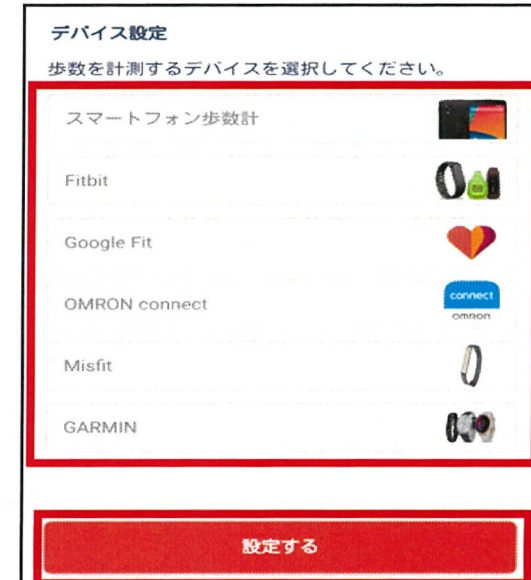 デバイス設定
歩数を計測するデバイスを選択してください。
スマートフォン歩数計
Fitbit
Google Fit
OMRON connect
connect
omron
Misfit
GARMIN
設定する